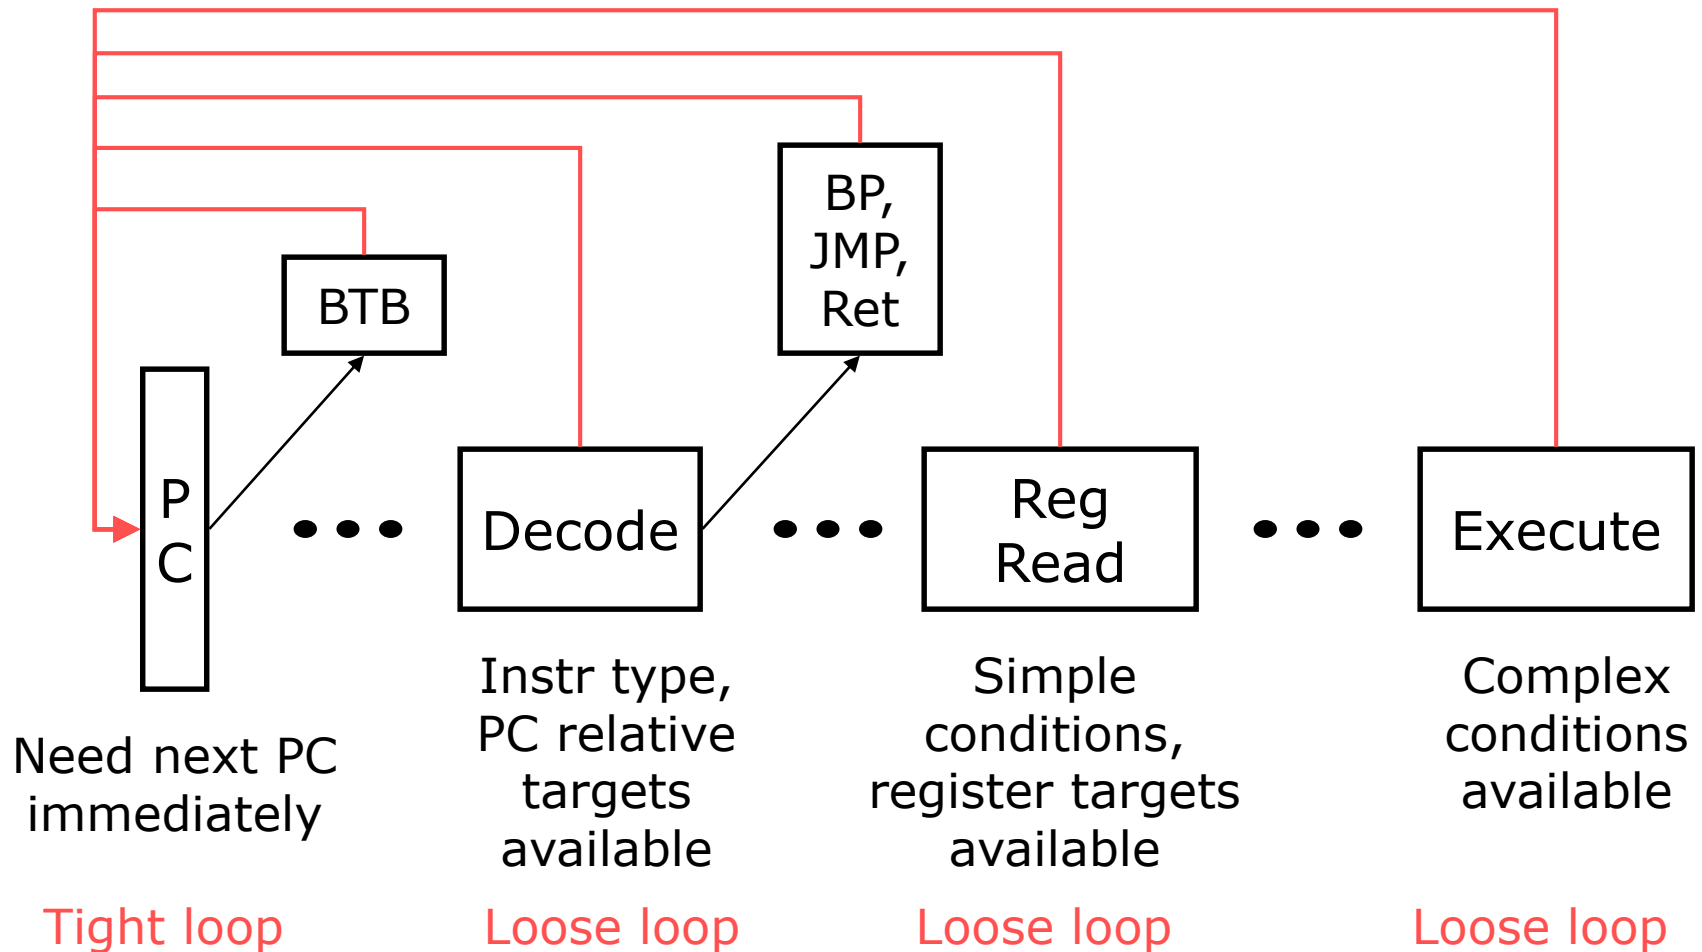 BP,
JMP,
Ret
BTB
P
C
Decode
Reg
Read
Execute
Need next PC
immediately
Instr type,
PC relative
targets
available
Simple
conditions,
register targets
available
Complex
conditions
available
Tight loop
Loose loop
Loose loop
Loose loop